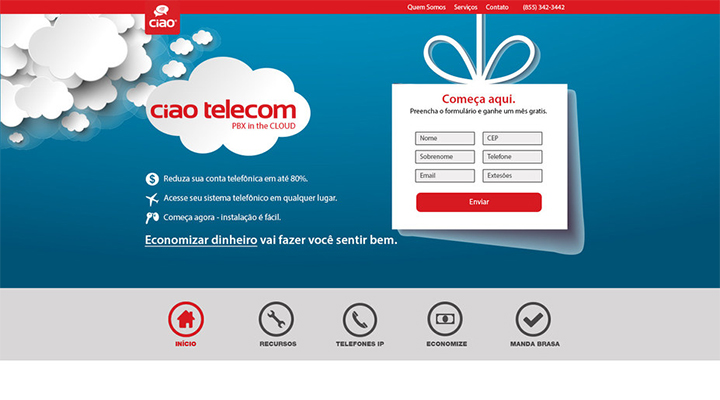 Quem Somos Serviços Contato (855) 342-3442
ciao
ciao telecom
PBX in the CLOUD
Reduza sua conta telefônica em até 80%.
Acesse seu sistema telefônico em qualquer lugar.
Começa agora - instalação é fácil.
Economizar dinheiro vai fazer você sentir bem.
Começa aqui.
Preencha o formulário e ganhe um mês gratis.
Nome CEP
Sobrenome Telefone
Email Extesões
Enviar
INÍCIO RECURSOS TELEFONES IP ECONOMIZE MANDA BRASA